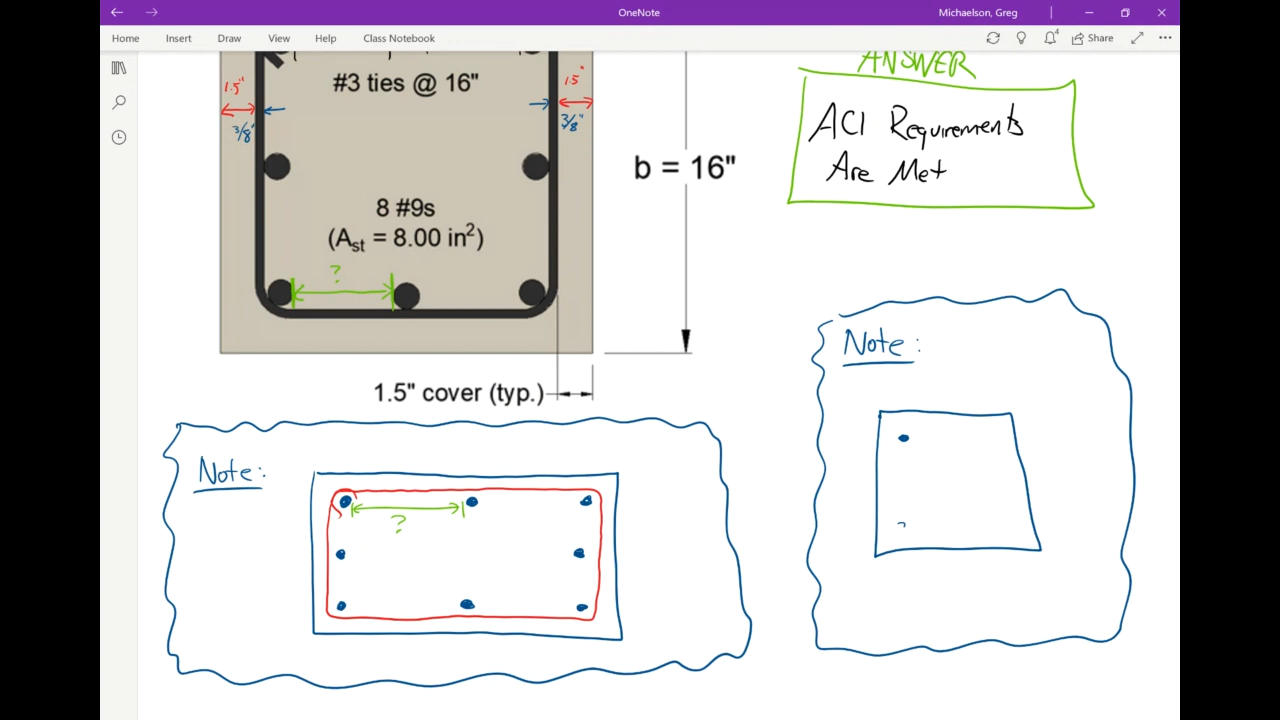 OneNote
Michaelson, Greg
Home Insert Draw View Help Class Notebook
4
Share
ANSWER
ACI Requirements
Are Met
1.5"
#3 ties @ 16"
1.5"
3/8"
3/8"
b = 16"
8 #9s
(Ast = 8.00 in²)
?
1.5" cover (typ.)
Note:
?
Note: